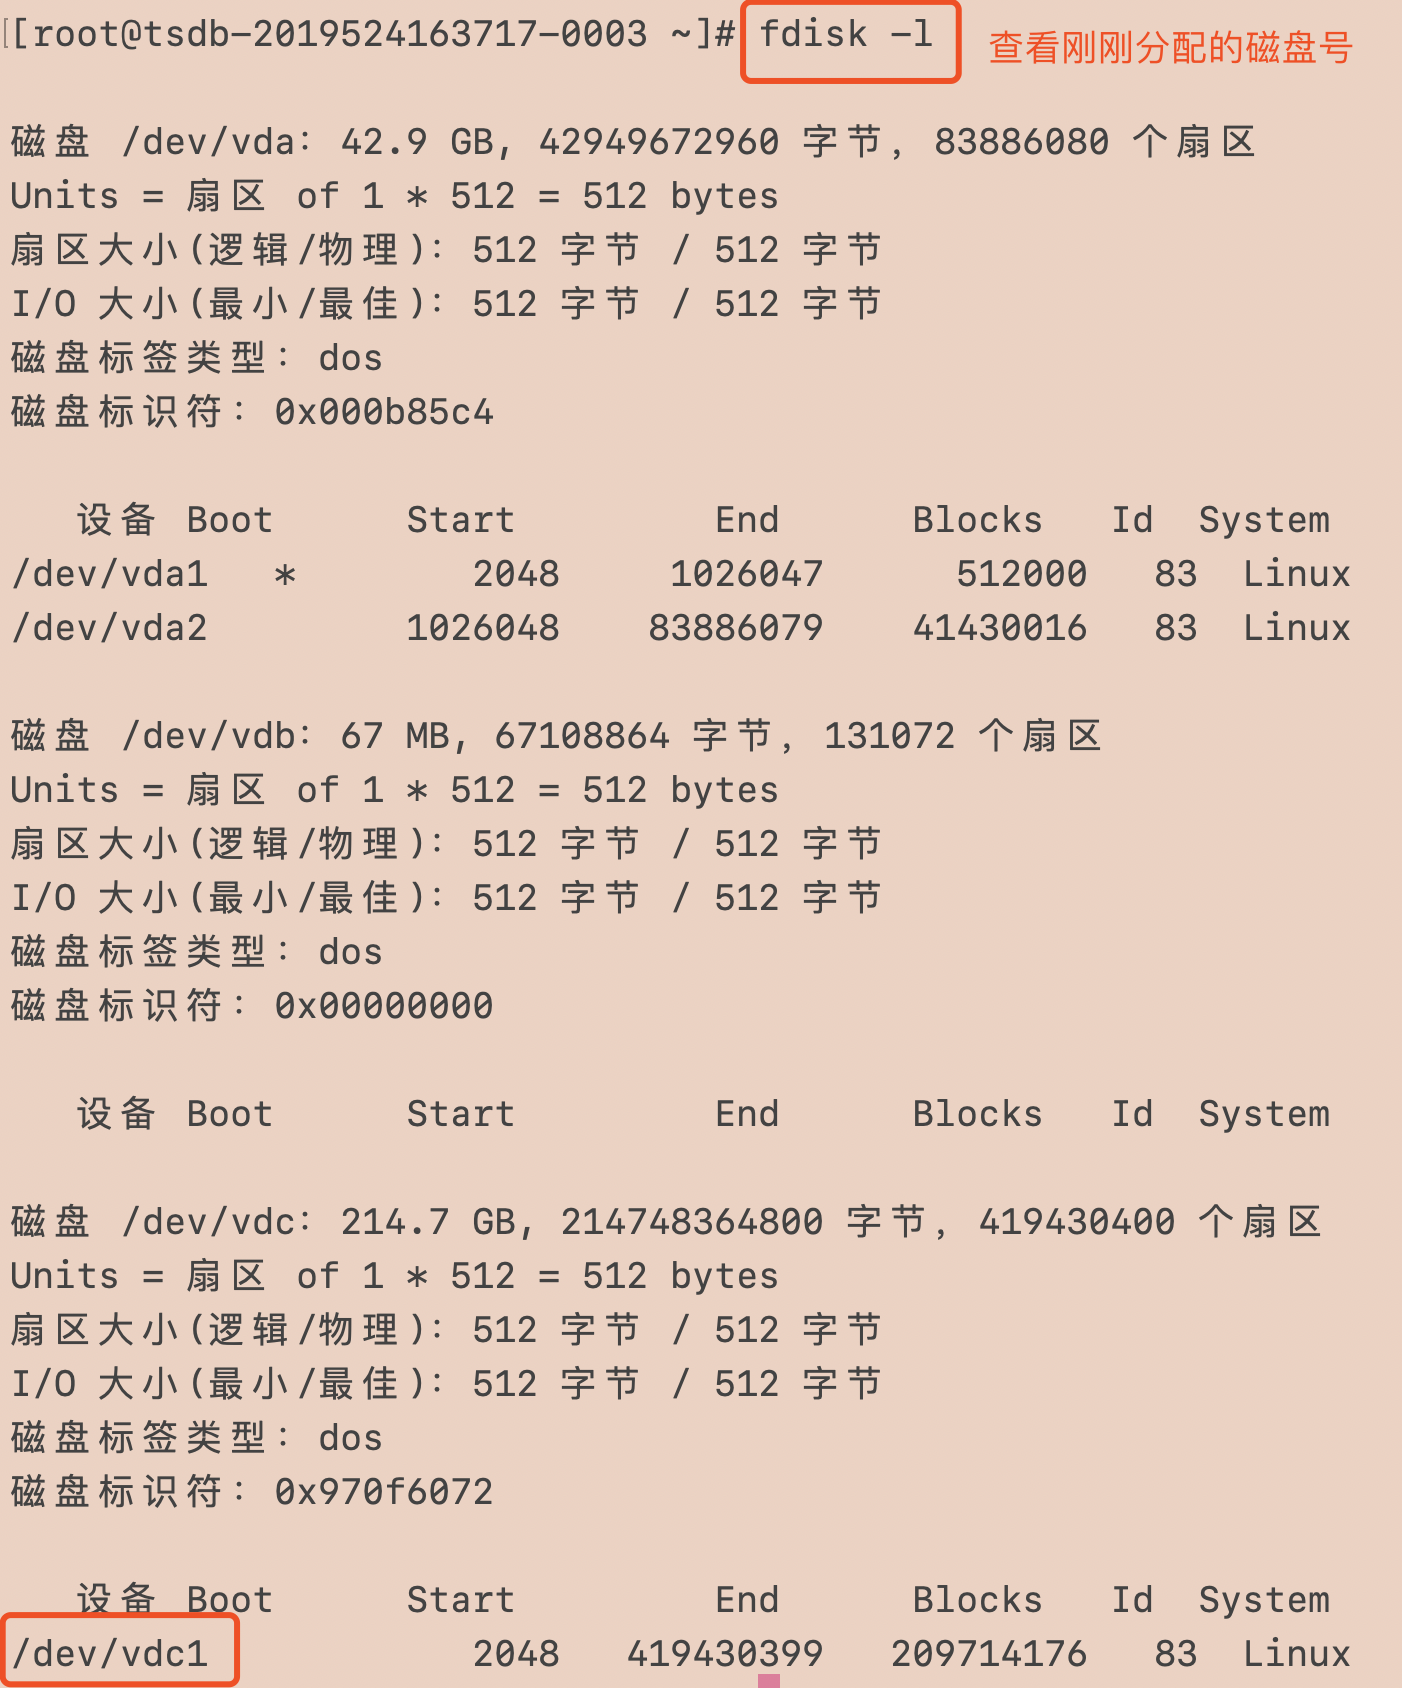 [[root@tsdb-2019524163717-0003 ~]# fdisk -l 查看刚刚分配的磁盘号
磁盘 /dev/vda：42.9 GB, 42949672960 字节，83886080 个扇区
Units = 扇区 of 1 * 512 = 512 bytes
扇区大小(逻辑/物理)：512 字节 / 512 字节
I/O 大小(最小/最佳)：512 字节 / 512 字节
磁盘标签类型：dos
磁盘标识符：0x000b85c4
设备 Boot Start End Blocks Id System
/dev/vda1 * 2048 1026047 512000 83 Linux
/dev/vda2 1026048 83886079 41430016 83 Linux
磁盘 /dev/vdb：67 MB, 67108864 字节，131072 个扇区
Units = 扇区 of 1 * 512 = 512 bytes
扇区大小(逻辑/物理)：512 字节 / 512 字节
I/O 大小(最小/最佳)：512 字节 / 512 字节
磁盘标签类型：dos
磁盘标识符：0x00000000
设备 Boot Start End Blocks Id System
磁盘 /dev/vdc：214.7 GB, 214748364800 字节，419430400 个扇区
Units = 扇区 of 1 * 512 = 512 bytes
扇区大小(逻辑/物理)：512 字节 / 512 字节
I/O 大小(最小/最佳)：512 字节 / 512 字节
磁盘标签类型：dos
磁盘标识符：0x970f6072
设备 Boot Start End Blocks Id System
/dev/vdc1 2048 419430399 209714176 83 Linux